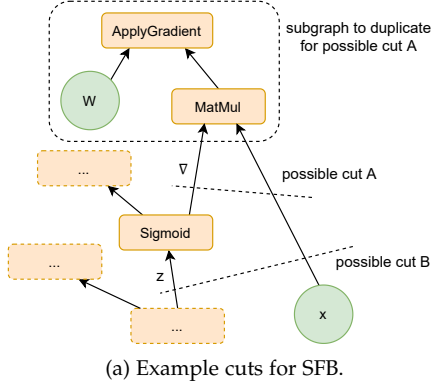 ApplyGradient
subgraph to duplicate
for possible cut A
W
MatMul
...
∇
possible cut A
Sigmoid
...
z
possible cut B
...
x
(a) Example cuts for SFB.